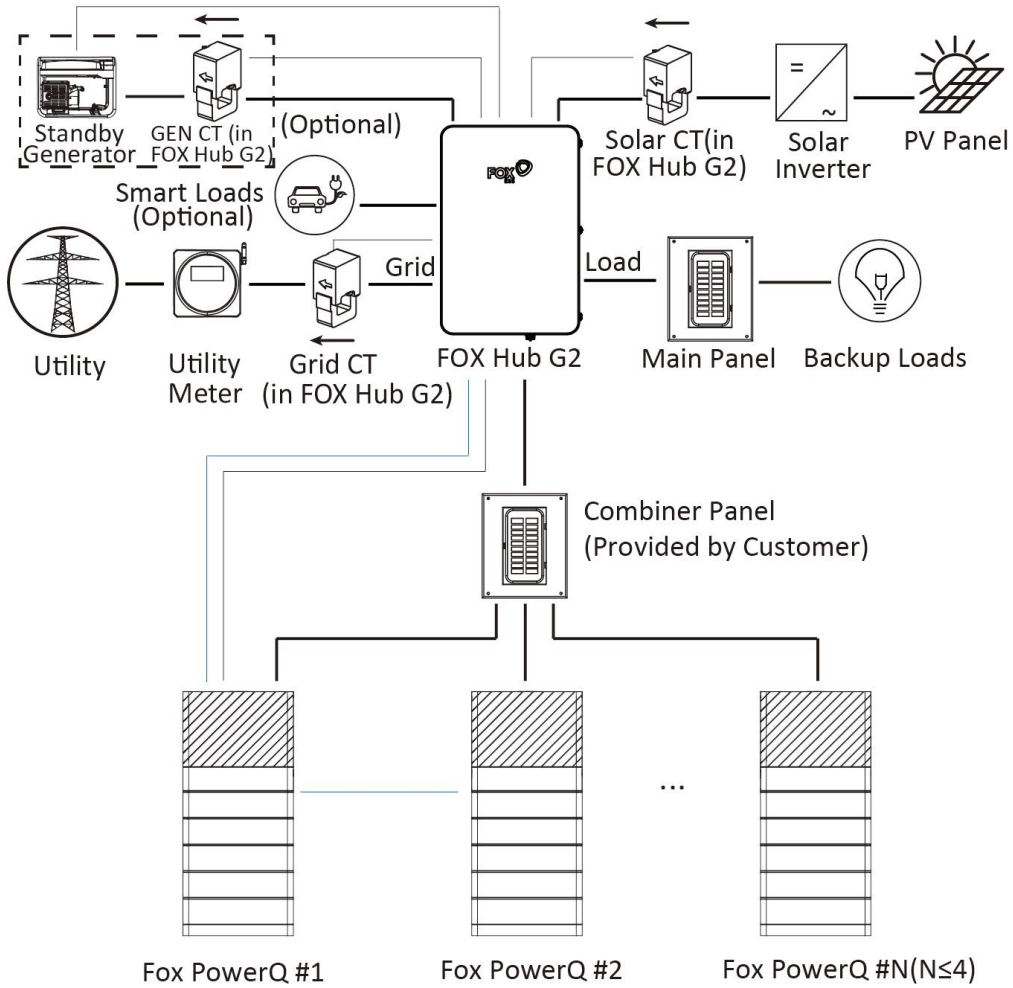 Standby
Generator
GEN CT (in
FOX Hub G2)
(Optional)
Solar CT(in
FOX Hub G2)
Solar
Inverter
PV Panel
Smart Loads
(Optional)
FOX
Grid
Load
Utility
Utility
Meter
Grid CT
(in FOX Hub G2)
FOX Hub G2
Main Panel
Backup Loads
Combiner Panel
(Provided by Customer)
...
Fox PowerQ #1
Fox PowerQ #2
Fox PowerQ #N(N≤4)